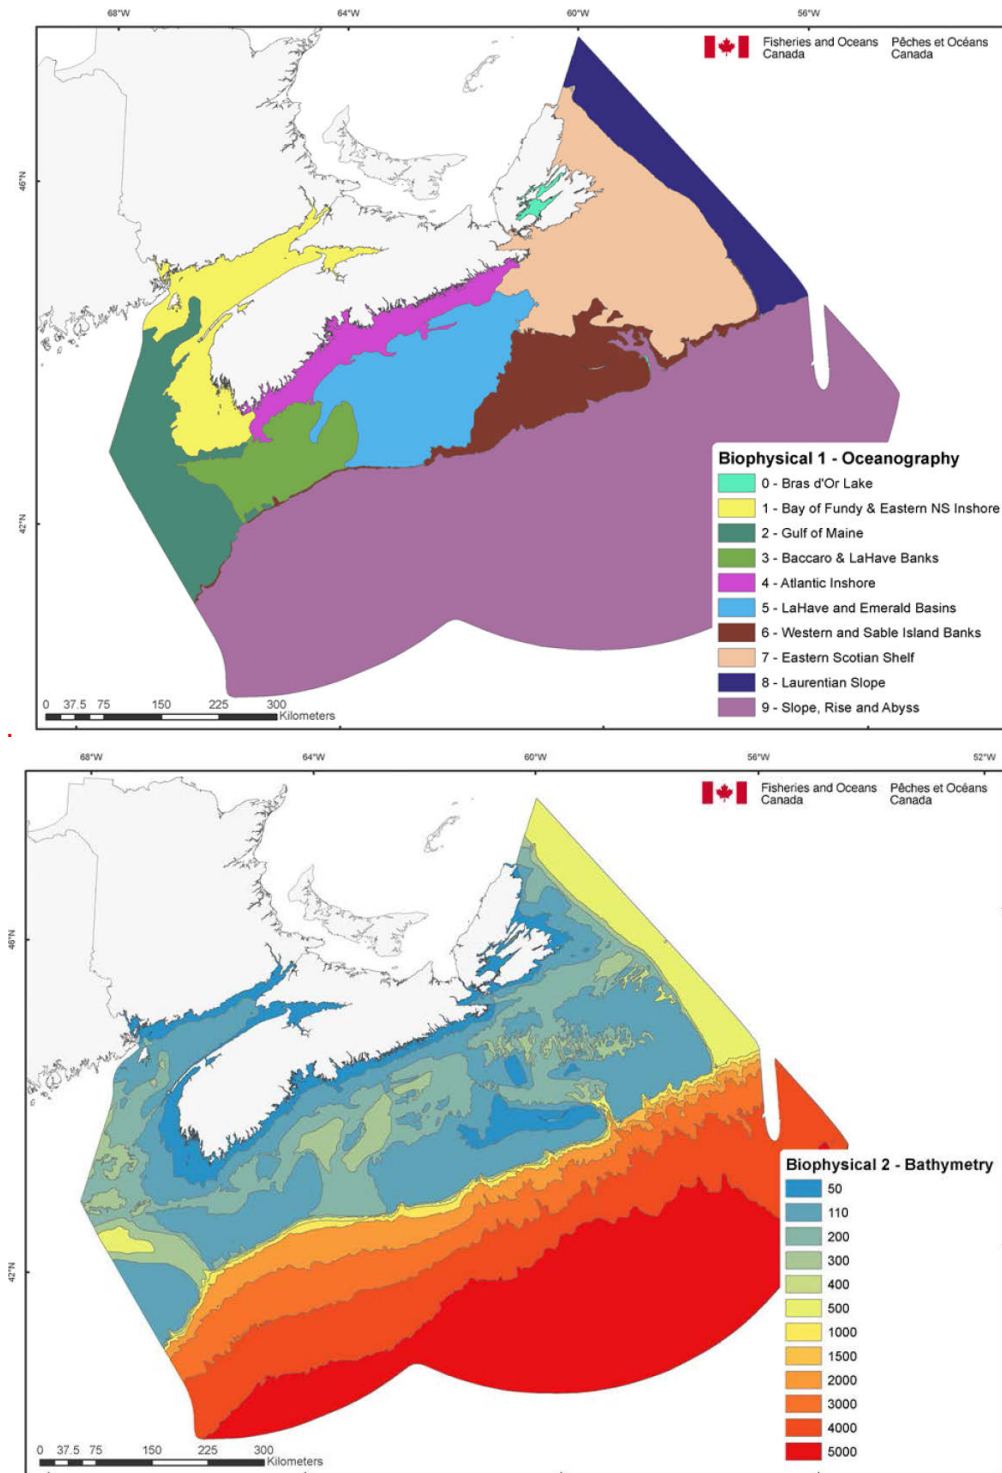 68°W 64°W 60°W 56°W
Fisheries and Oceans Pêches et Océans
Canada Canada
46°N
42°N
Biophysical 1 - Oceanography
0 - Bras d'Or Lake
1 - Bay of Fundy & Eastern NS Inshore
2 - Gulf of Maine
3 - Baccaro & LaHave Banks
4 - Atlantic Inshore
5 - LaHave and Emerald Basins
6 - Western and Sable Island Banks
7 - Eastern Scotian Shelf
8 - Laurentian Slope
9 - Slope, Rise and Abyss
0 37.5 75 150 225 300
Kilometers
68°W 64°W 60°W 56°W 52°W
Fisheries and Oceans Pêches et Océans
Canada Canada
46°N
42°N
Biophysical 2 - Bathymetry
50
110
200
300
400
500
1000
1500
2000
3000
4000
5000
0 37.5 75 150 225 300
Kilometers